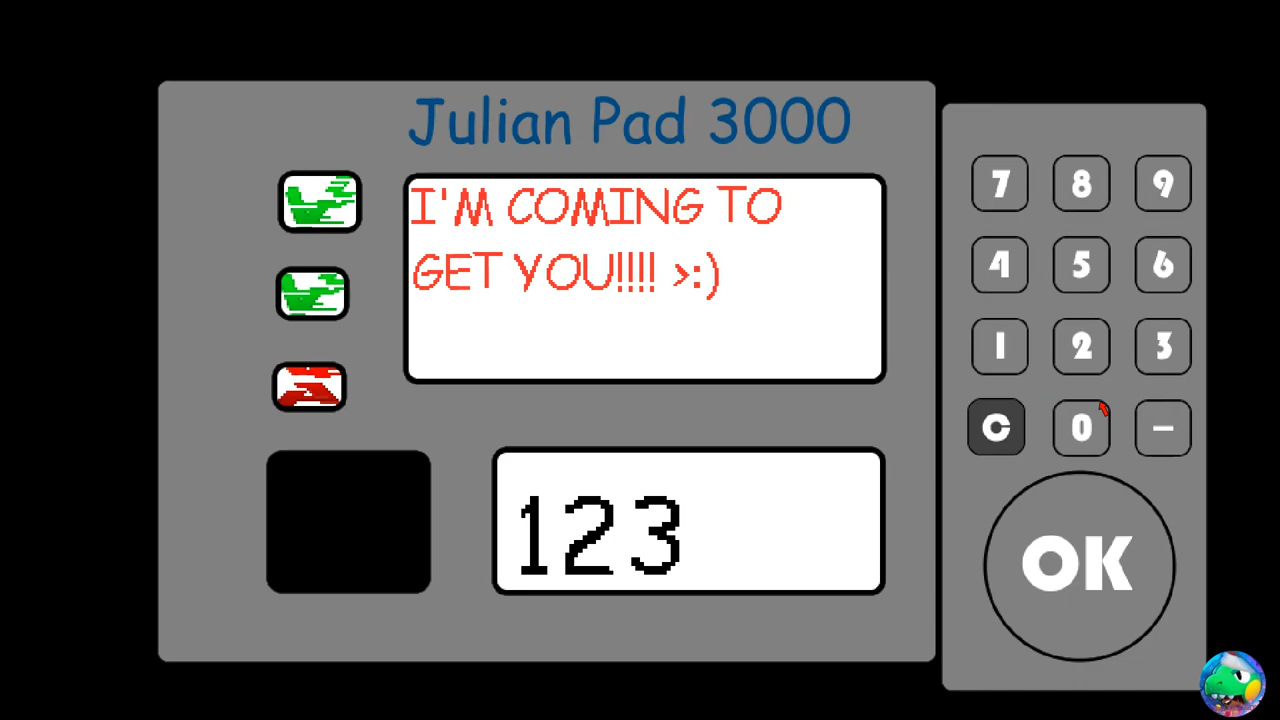 Julian Pad 3000
I'M COMING TO
GET YOU!!!! >:)
123
7 8 9
4 5 6
1 2 3
C 0 -
OK